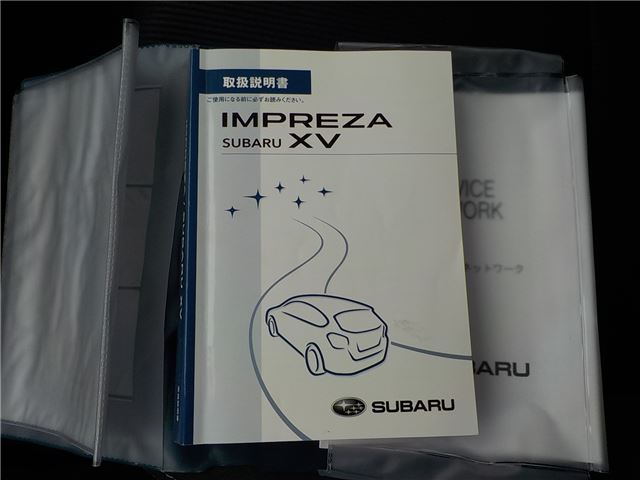 取扱説明書
ご使用になる前に必ずお読みください。
IMPREZA
SUBARU XV
SUBARU
VICE
WORK
ネットワーク
BARU